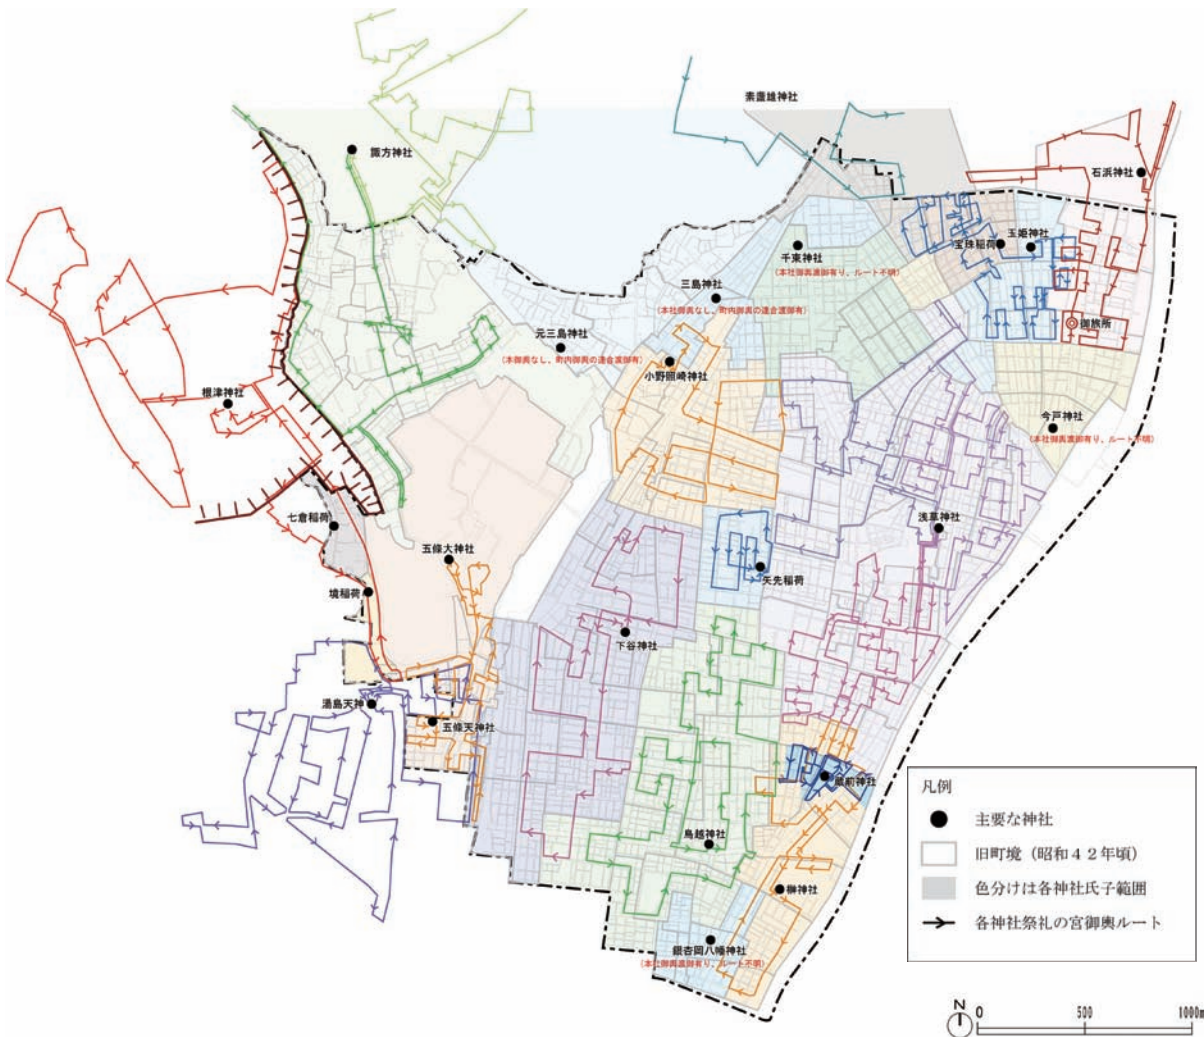 素盞雄神社
諏方神社
石浜神社
宝珠稲荷
玉姫神社
千束神社
(本社御輿渡御有り、ルート不明)
三島神社
(本社御輿なし、町内御輿の連合渡御有)
御旅所
元三島神社
(本御輿なし、町内御輿の連合渡御有)
小野照崎神社
根津神社
今戸神社
(本社御輿渡御有り、ルート不明)
七倉稲荷
浅草神社
五條大神社
矢先稲荷
境稲荷
下谷神社
湯島天神
五條天神社
蔵前神社
鳥越神社
榊神社
銀杏岡八幡神社
(本社御輿渡御有り、ルート不明)
凡例
主要な神社
旧町境（昭和４２年頃）
色分けは各神社氏子範囲
各神社祭礼の宮御輿ルート
N
0 500 1000m